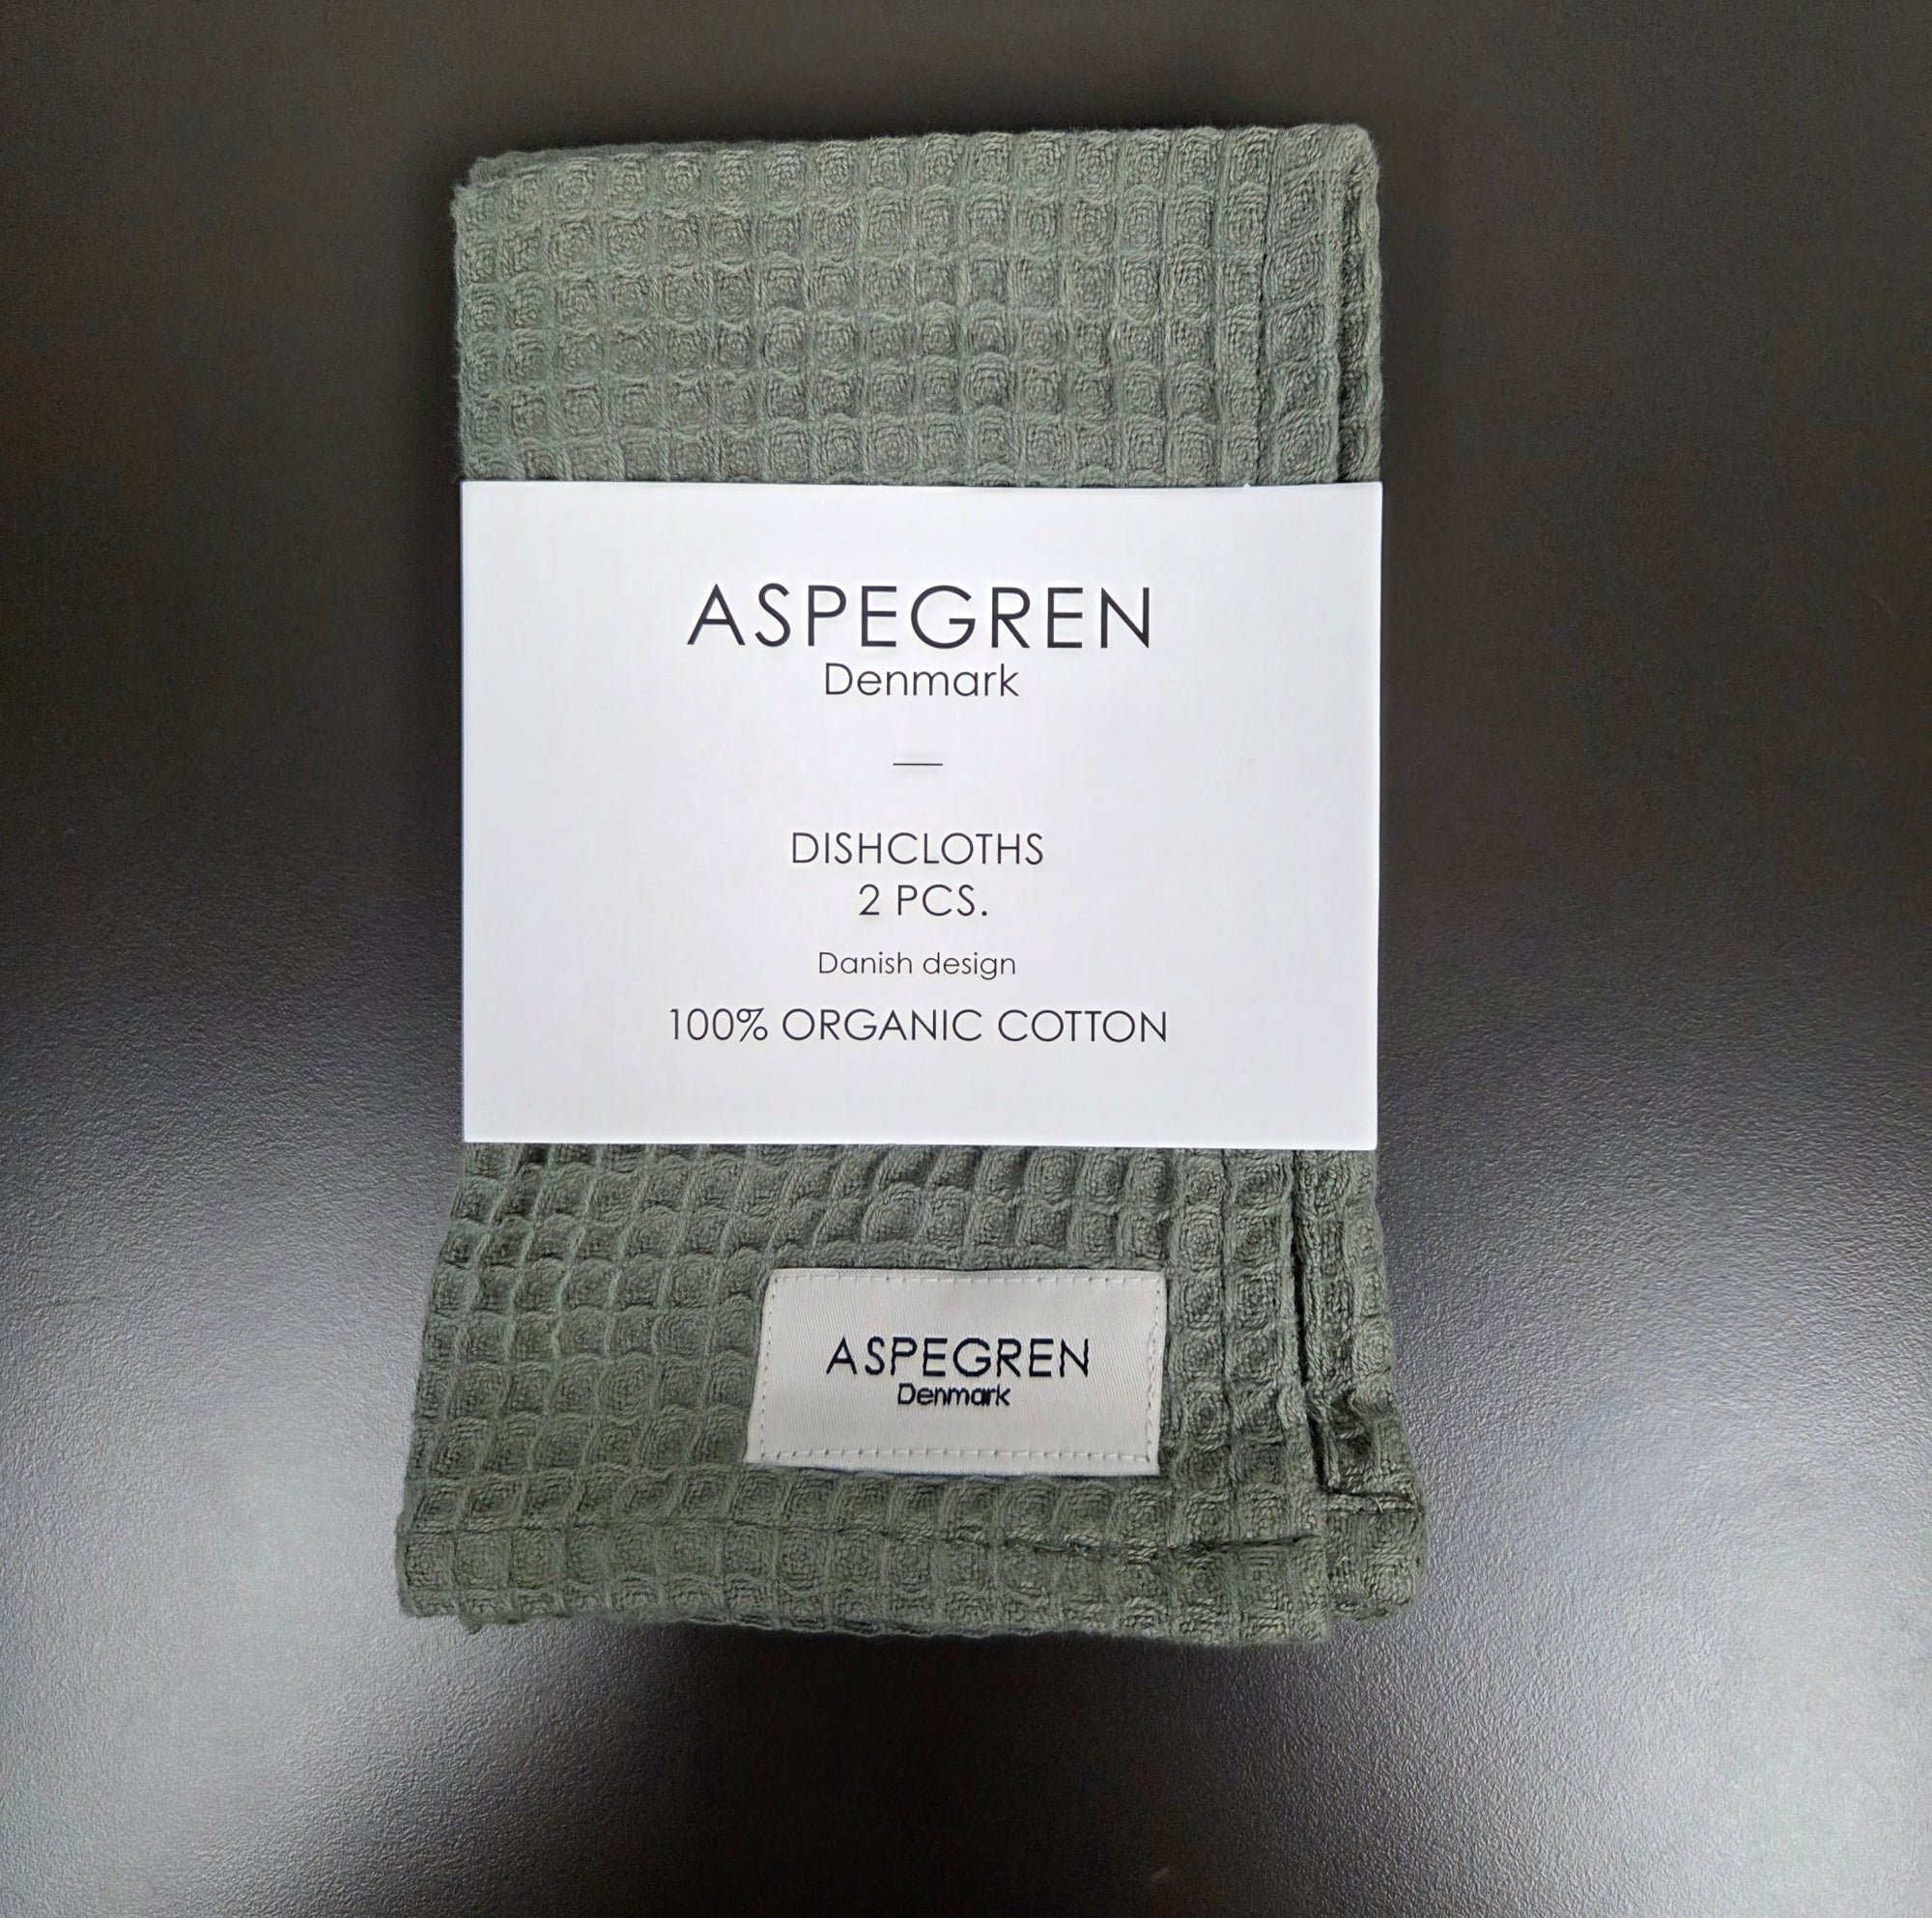 ASPEGREN
Denmark
DISHCLOTHS
2 PCS.
Danish design
100% ORGANIC COTTON
ASPEGREN
Denmark